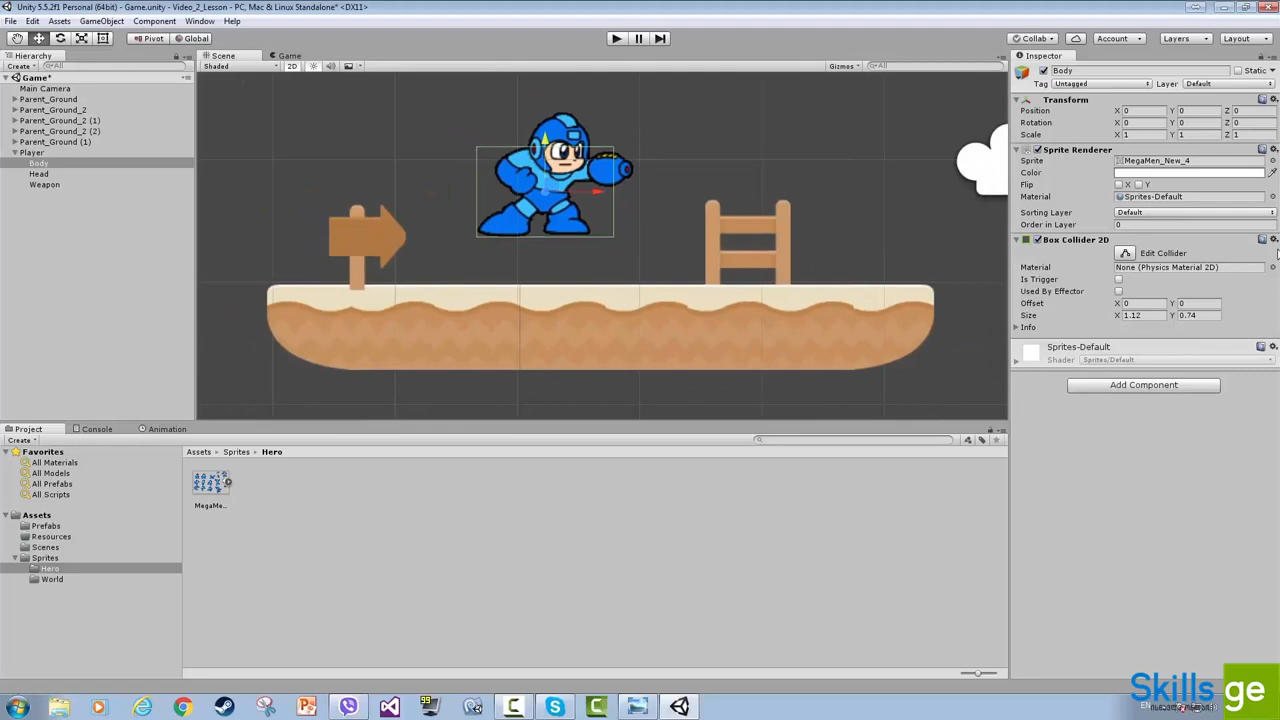 Unity 5.5.2f1 Personal (64bit) - Game.unity - Video_2_Lesson - PC, Mac & Linux Standalone* <DX11>
File Edit Assets GameObject Component Window Help
Pivot Global Collab Account Layers Layout
Hierarchy
Create All
Game*
Main Camera
Parent_Ground
Parent_Ground_2
Parent_Ground_2 (1)
Parent_Ground_2 (2)
Parent_Ground (1)
Player
Body
Head
Weapon
Scene Game
Shaded 2D Gizmos All
Inspector
Body Static
Tag Untagged Layer Default
Transform
Position X 0 Y 0 Z 0
Rotation X 0 Y 0 Z 0
Scale X 1 Y 1 Z 1
Sprite Renderer
Sprite MegaMen_New_4
Color
Flip X Y
Material Sprites-Default
Sorting Layer Default
Order in Layer 0
Box Collider 2D
Edit Collider
Material None (Physics Material 2D)
Is Trigger
Used By Effector
Offset X 0 Y 0
Size X 1.12 Y 0.74
Info
Sprites-Default
Shader Sprites/Default
Add Component
Project Console Animation
Create
Favorites
All Materials
All Models
All Prefabs
All Scripts
Assets
Prefabs
Resources
Scenes
Sprites
Hero
World
Assets Sprites Hero
MegaMe...
99
Skills ge